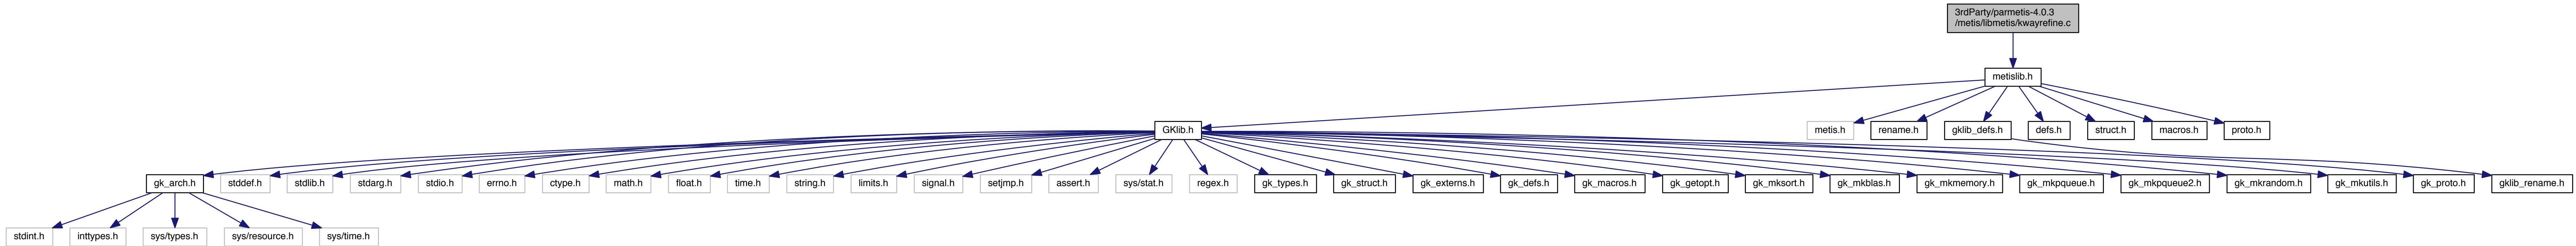 3rdParty/parmetis-4.0.3
/metis/libmetis/kwayrefine.c
metislib.h
GKlib.h
metis.h
rename.h
gklib_defs.h
defs.h
struct.h
macros.h
proto.h
gk_arch.h
stddef.h
stdlib.h
stdarg.h
stdio.h
errno.h
ctype.h
math.h
float.h
time.h
string.h
limits.h
signal.h
setjmp.h
assert.h
sys/stat.h
regex.h
gk_types.h
gk_struct.h
gk_externs.h
gk_defs.h
gk_macros.h
gk_getopt.h
gk_mksort.h
gk_mkblas.h
gk_mkmemory.h
gk_mkpqueue.h
gk_mkpqueue2.h
gk_mkrandom.h
gk_mkutils.h
gk_proto.h
gklib_rename.h
stdint.h
inttypes.h
sys/types.h
sys/resource.h
sys/time.h